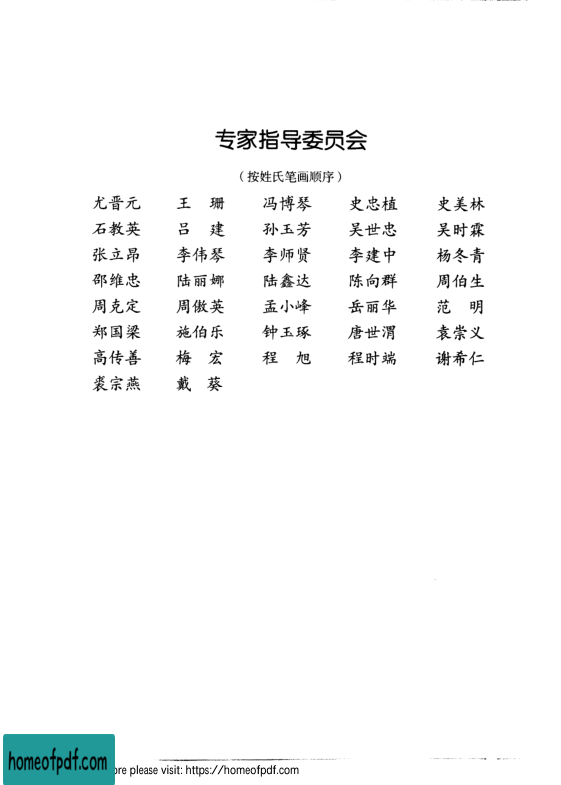 专家指导委员会
（按姓氏笔画顺序）
尤晋元 王 珊 冯博琴 史忠植 史美林
石教英 吕 建 孙玉芳 吴世忠 吴时霖
张立昂 李伟琴 李师贤 李建中 杨冬青
邵维忠 陆丽娜 陆鑫达 陈向群 周伯生
周克定 周傲英 孟小峰 岳丽华 范 明
郑国梁 施伯乐 钟玉琢 唐世渭 袁崇义
高传善 梅 宏 程 旭 程时端 谢希仁
裘宗燕 戴 葵
homeofpdf.com
ore please visit: https://homeofpdf.com